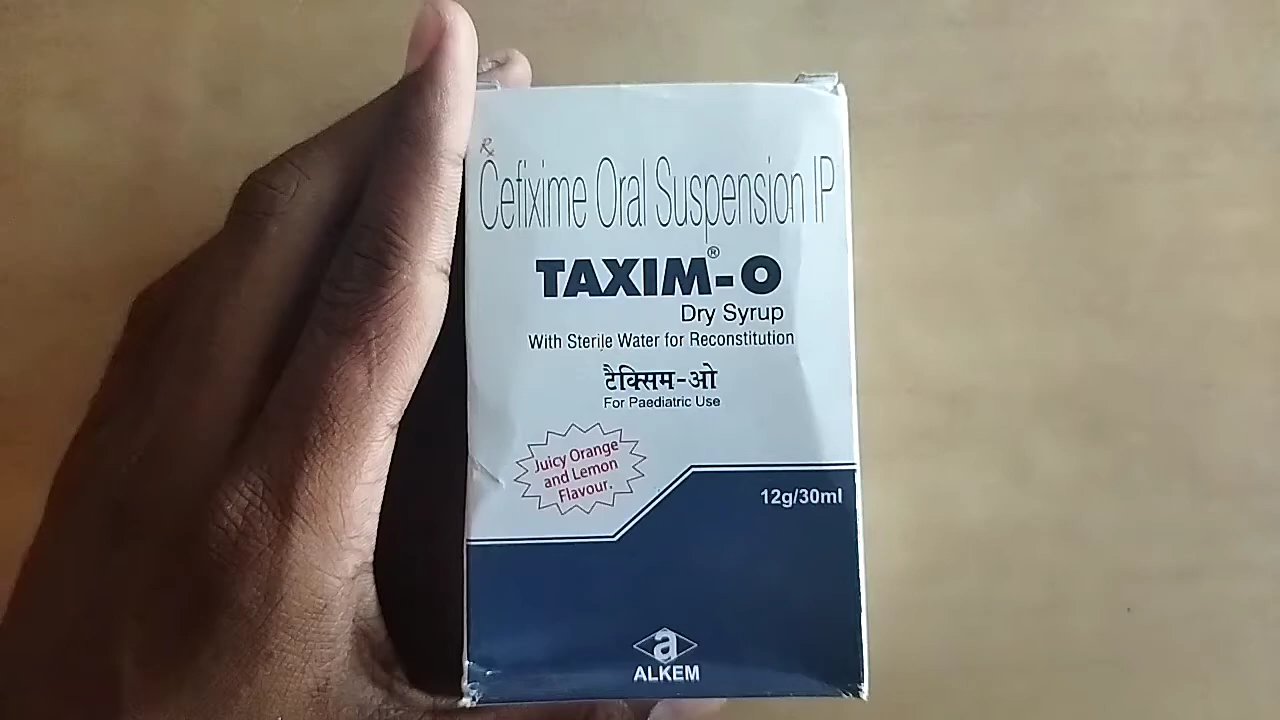 ℞
Cefixime Oral Suspension IP
TAXIM®-O
Dry Syrup
With Sterile Water for Reconstitution
टैक्सिम-ओ
For Paediatric Use
Juicy Orange
and Lemon
Flavour.
12g/30ml
a
ALKEM